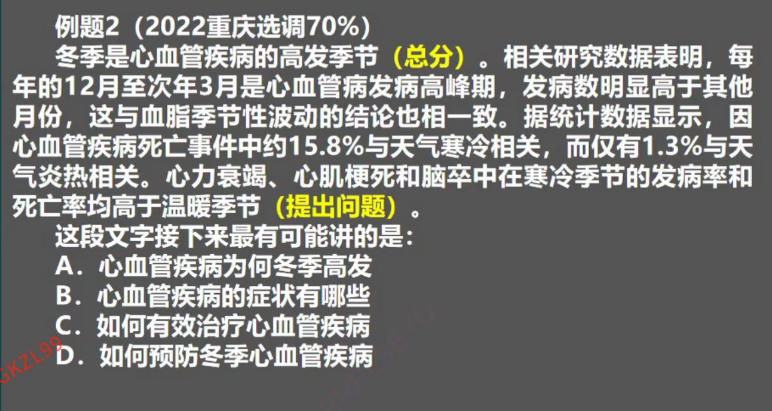 例题2（2022重庆选调70%）
冬季是心血管疾病的高发季节（总分）。相关研究数据表明，每
年的12月至次年3月是心血管病发病高峰期，发病数明显高于其他
月份，这与血脂季节性波动的结论也相一致。据统计数据显示，因
心血管疾病死亡事件中约15.8%与天气寒冷相关，而仅有1.3%与天
气炎热相关。心力衰竭、心肌梗死和脑卒中在寒冷季节的发病率和
死亡率均高于温暖季节（提出问题）。
这段文字接下来最有可能讲的是：
A．心血管疾病为何冬季高发
B．心血管疾病的症状有哪些
C．如何有效治疗心血管疾病
D．如何预防冬季心血管疾病
GKZL99